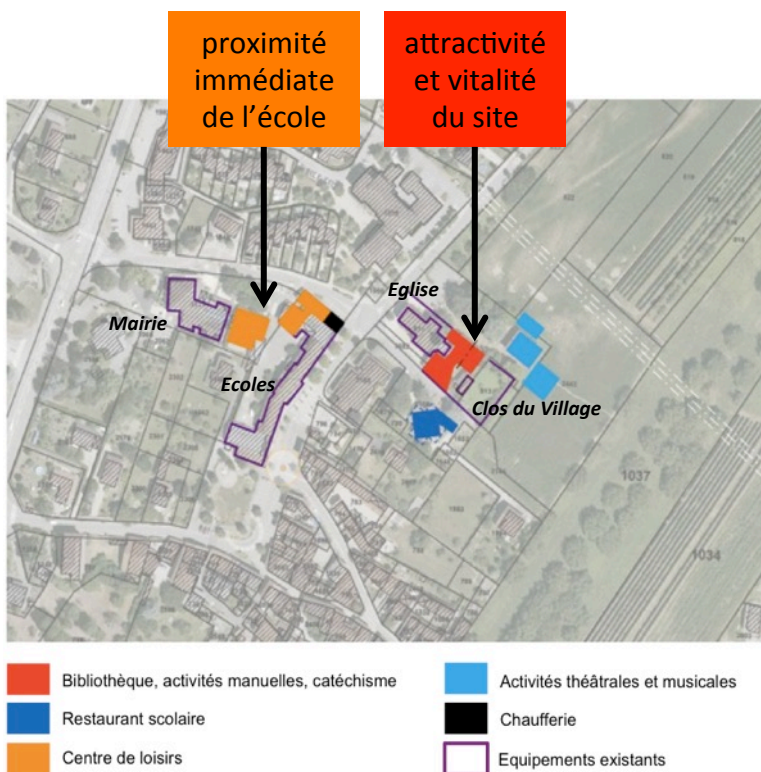 proximité
immédiate
de l'école
attractivité
et vitalité
du site
Eglise
Mairie
Ecoles
Clos du Village
1037
1034
Bibliothèque, activités manuelles, catéchisme
Activités théâtrales et musicales
Restaurant scolaire
Chaufferie
Centre de loisirs
Equipements existants